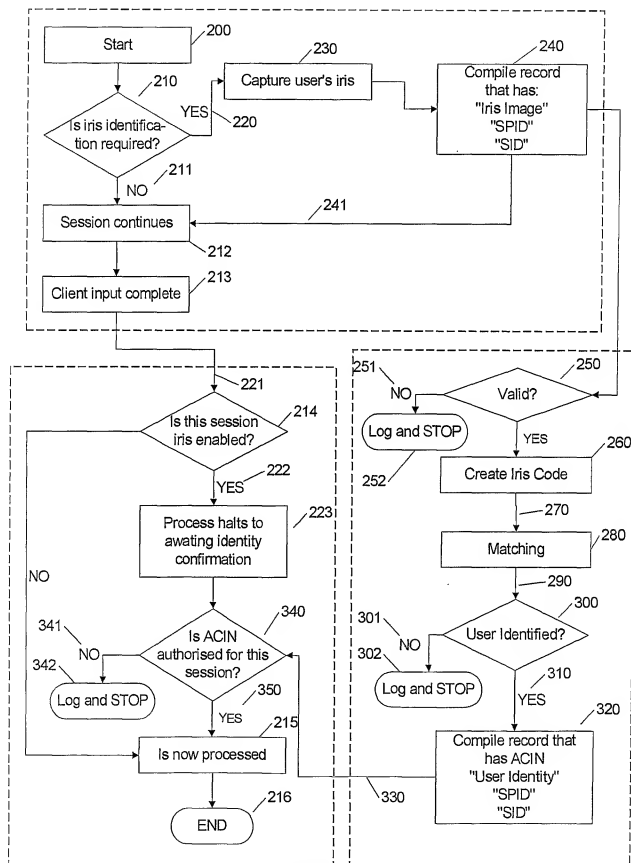 Start
200
210
Is iris identifica-
tion required?
YES
220
230
Capture user's iris
240
Compile record
that has:
"Iris Image"
"SPID"
"SID"
211
NO
241
Session continues
212
213
Client input complete
221
Is this session
iris enabled?
214
222
YES
223
Process halts to
awating identity
confirmation
NO
340
Is ACIN
authorised for this
session?
341
NO
342
Log and STOP
350
YES
215
Is now processed
216
END
250
251
NO
Valid?
Log and STOP
252
YES
260
Create Iris Code
270
Matching
280
290
300
301
NO
User Identified?
302
Log and STOP
310
YES
320
Compile record that
has ACIN
"User Identity"
"SPID"
"SID"
330